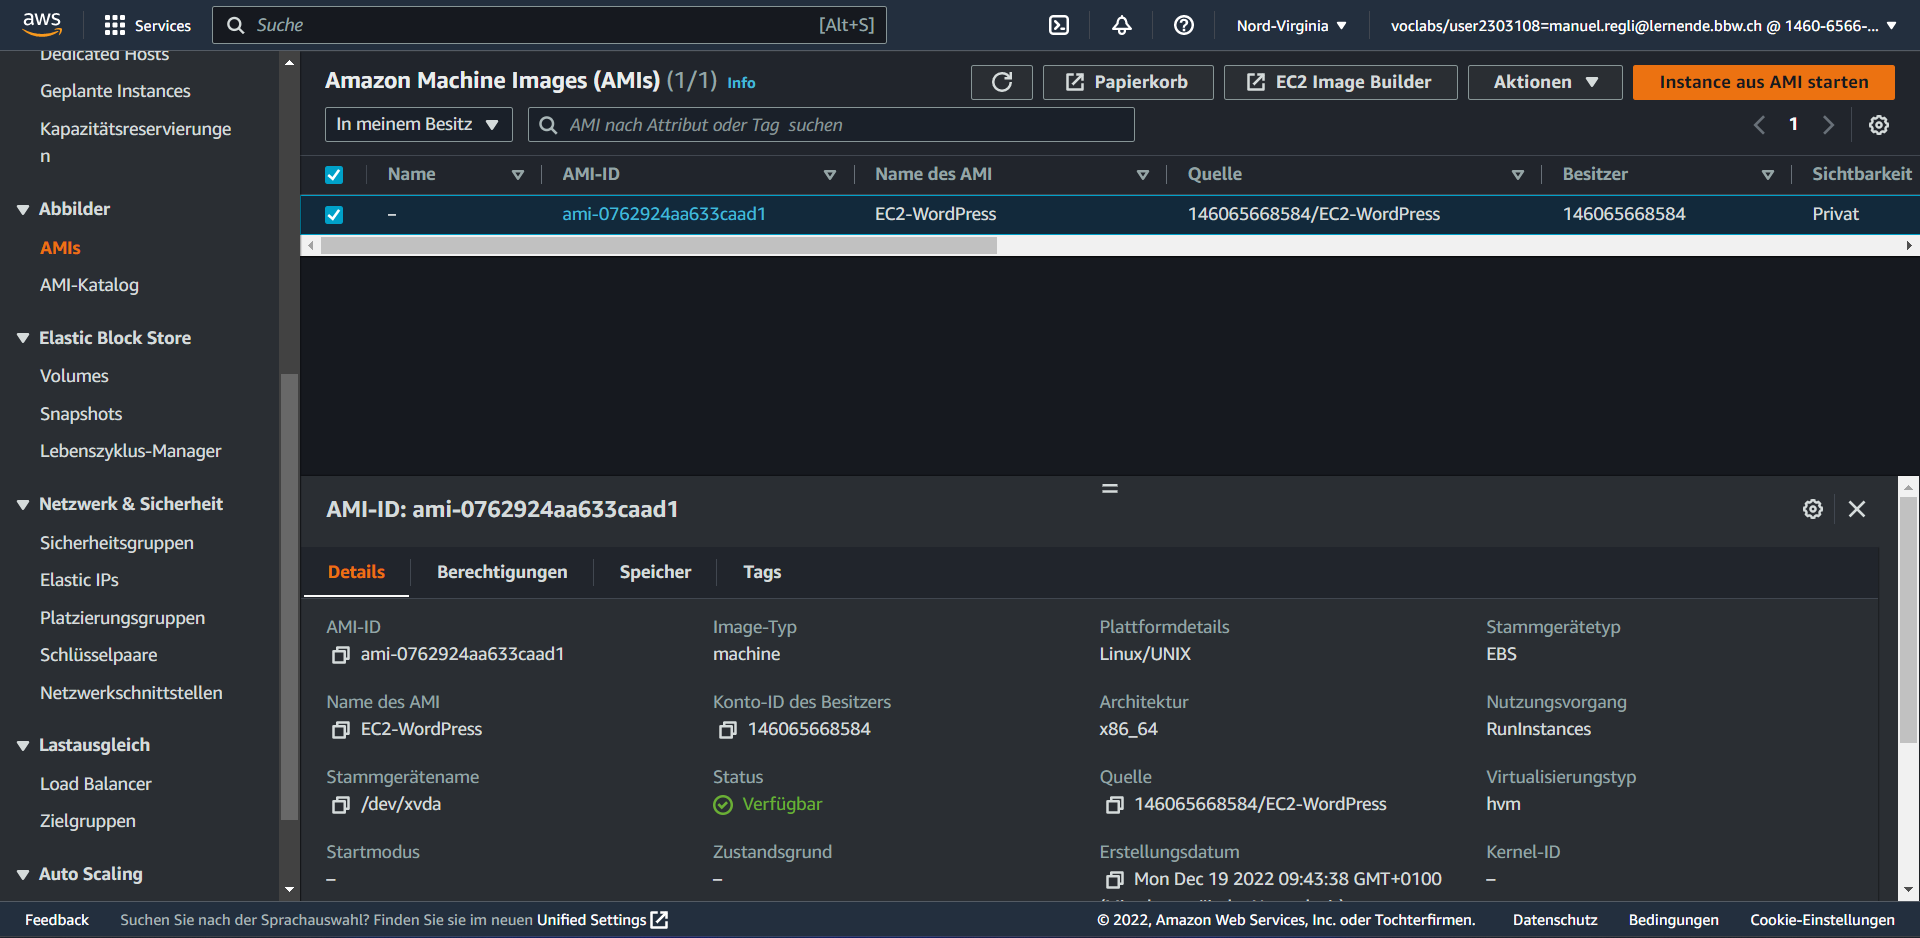 aws
Services
Suche
[Alt+S]
Nord-Virginia
voclabs/user2303108=manuel.regli@lernende.bbw.ch @ 1460-6566-...
Dedicated Hosts
Geplante Instances
Kapazitätsreservierunge
n
Abbilder
AMIs
AMI-Katalog
Elastic Block Store
Volumes
Snapshots
Lebenszyklus-Manager
Netzwerk & Sicherheit
Sicherheitsgruppen
Elastic IPs
Platzierungsgruppen
Schlüsselpaare
Netzwerkschnittstellen
Lastausgleich
Load Balancer
Zielgruppen
Auto Scaling
Amazon Machine Images (AMIs) (1/1) Info
Papierkorb
EC2 Image Builder
Aktionen
Instance aus AMI starten
In meinem Besitz
AMI nach Attribut oder Tag suchen
1
Name AMI-ID Name des AMI Quelle Besitzer Sichtbarkeit
– ami-0762924aa633caad1 EC2-WordPress 146065668584/EC2-WordPress 146065668584 Privat
AMI-ID: ami-0762924aa633caad1
Details Berechtigungen Speicher Tags
AMI-ID Image-Typ Plattformdetails Stammgerätetyp
ami-0762924aa633caad1 machine Linux/UNIX EBS
Name des AMI Konto-ID des Besitzers Architektur Nutzungsvorgang
EC2-WordPress 146065668584 x86_64 RunInstances
Stammgerätename Status Quelle Virtualisierungstyp
/dev/xvda Verfügbar 146065668584/EC2-WordPress hvm
Startmodus Zustandsgrund Erstellungsdatum Kernel-ID
– – Mon Dec 19 2022 09:43:38 GMT+0100 –
Feedback Suchen Sie nach der Sprachauswahl? Finden Sie sie im neuen Unified Settings
© 2022, Amazon Web Services, Inc. oder Tochterfirmen. Datenschutz Bedingungen Cookie-Einstellungen